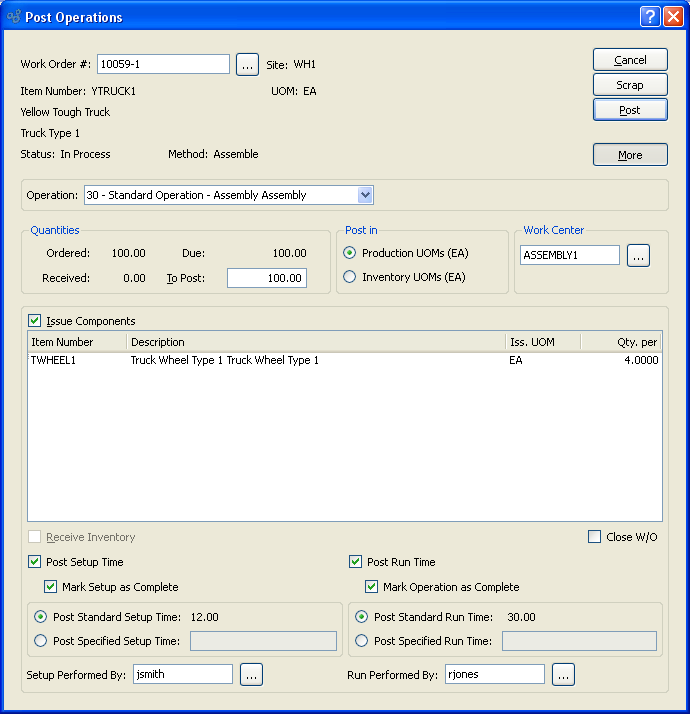 Post Operations
Work Order #: 10059-1 ... Site: WH1 Cancel
Scrap
Item Number: YTRUCK1 UOM: EA
Yellow Tough Truck Post
Truck Type 1
Status: In Process Method: Assemble More
Operation: 30 - Standard Operation - Assembly Assembly
Quantities Post in Work Center
Ordered: 100.00 Due: 100.00 Production UOMs (EA) ASSEMBLY1 ...
Received: 0.00 To Post: 100.00 Inventory UOMs (EA)
Issue Components
Item Number Description Iss. UOM Qty. per
TWHEEL1 Truck Wheel Type 1 Truck Wheel Type 1 EA 4.0000
Receive Inventory Close W/O
Post Setup Time Post Run Time
Mark Setup as Complete Mark Operation as Complete
Post Standard Setup Time: 12.00 Post Standard Run Time: 30.00
Post Specified Setup Time: Post Specified Run Time:
Setup Performed By: jsmith ... Run Performed By: rjones ...